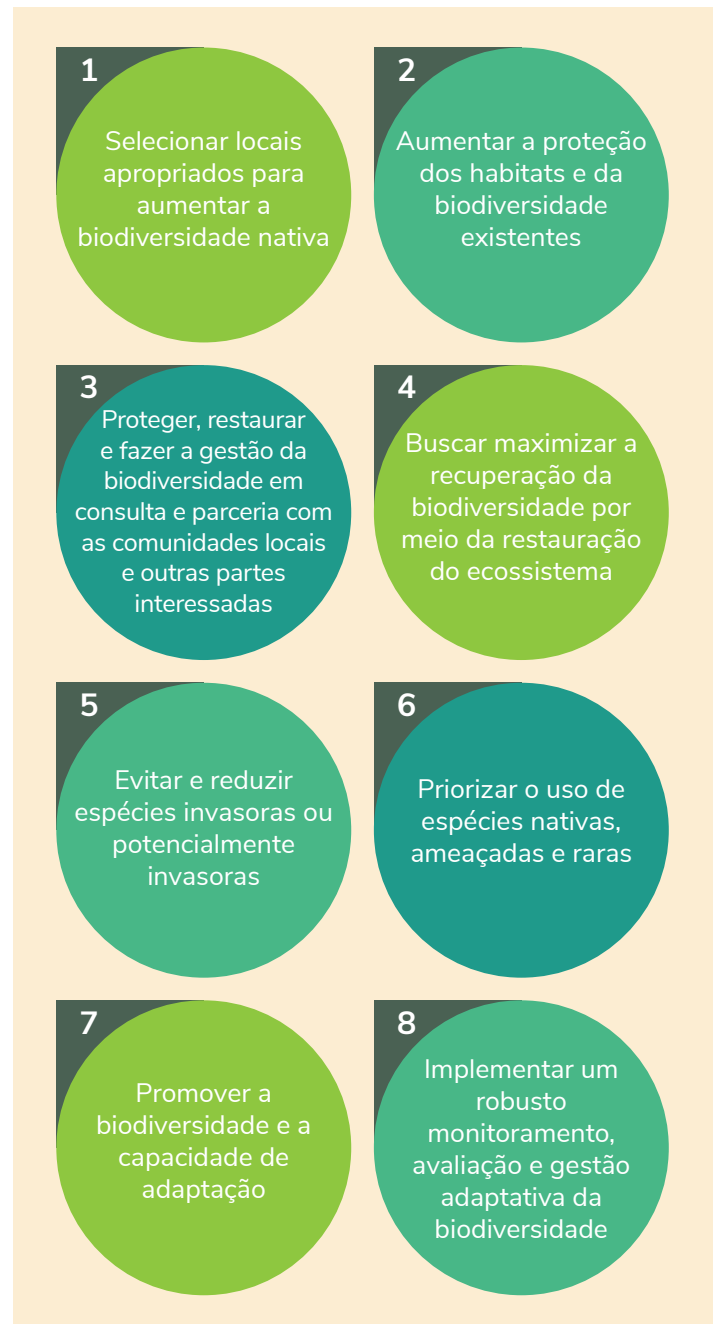 1
Selecionar locais
apropriados para
aumentar a
biodiversidade nativa
2
Aumentar a proteção
dos habitats e da
biodiversidade
existentes
3
Proteger, restaurar
e fazer a gestão da
biodiversidade em
consulta e parceria com
as comunidades locais
e outras partes
interessadas
4
Buscar maximizar a
recuperação da
biodiversidade por
meio da restauração
do ecossistema
5
Evitar e reduzir
espécies invasoras ou
potencialmente
invasoras
6
Priorizar o uso de
espécies nativas,
ameaçadas e raras
7
Promover a
biodiversidade e a
capacidade de
adaptação
8
Implementar um
robusto
monitoramento,
avaliação e gestão
adaptativa da
biodiversidade